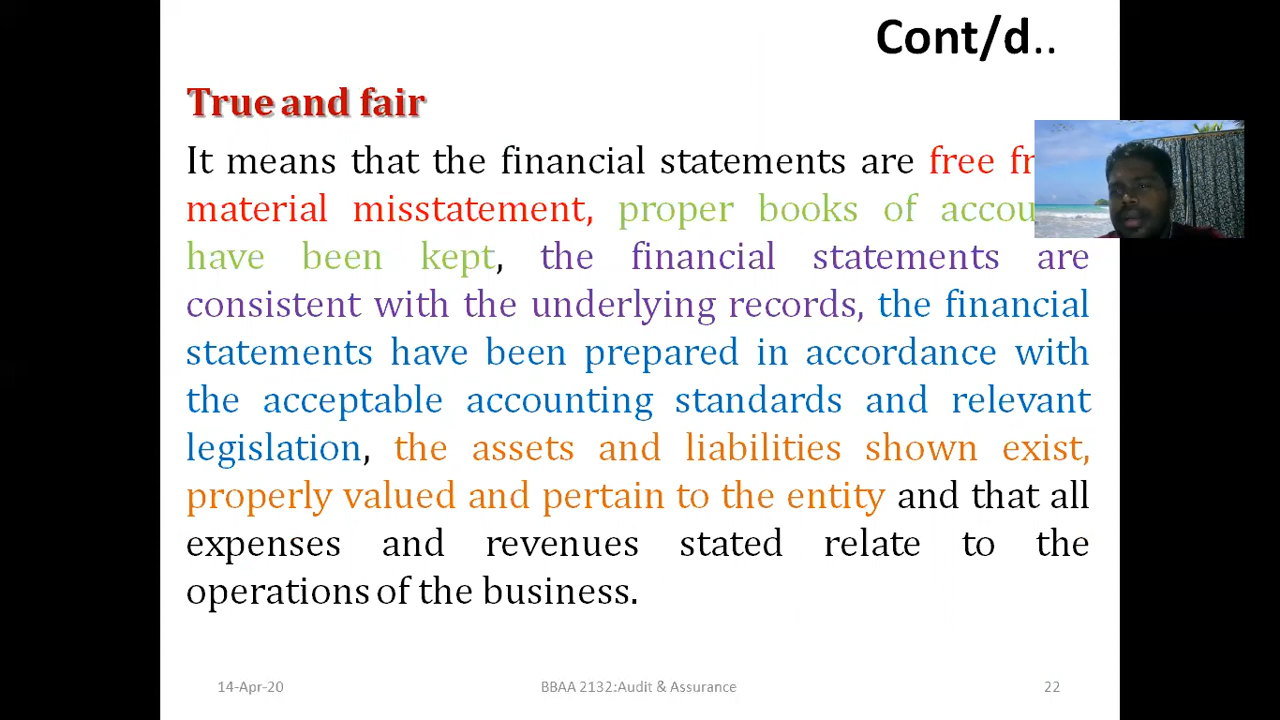 Cont/d..
True and fair
It means that the financial statements are free
material misstatement, proper books of
have been kept, the financial statements are
consistent with the underlying records, the financial
statements have been prepared in accordance with
the acceptable accounting standards and relevant
legislation, the assets and liabilities shown exist,
properly valued and pertain to the entity and that all
expenses and revenues stated relate to the
operations of the business.
14-Apr-20 BBAA 2132:Audit & Assurance 22